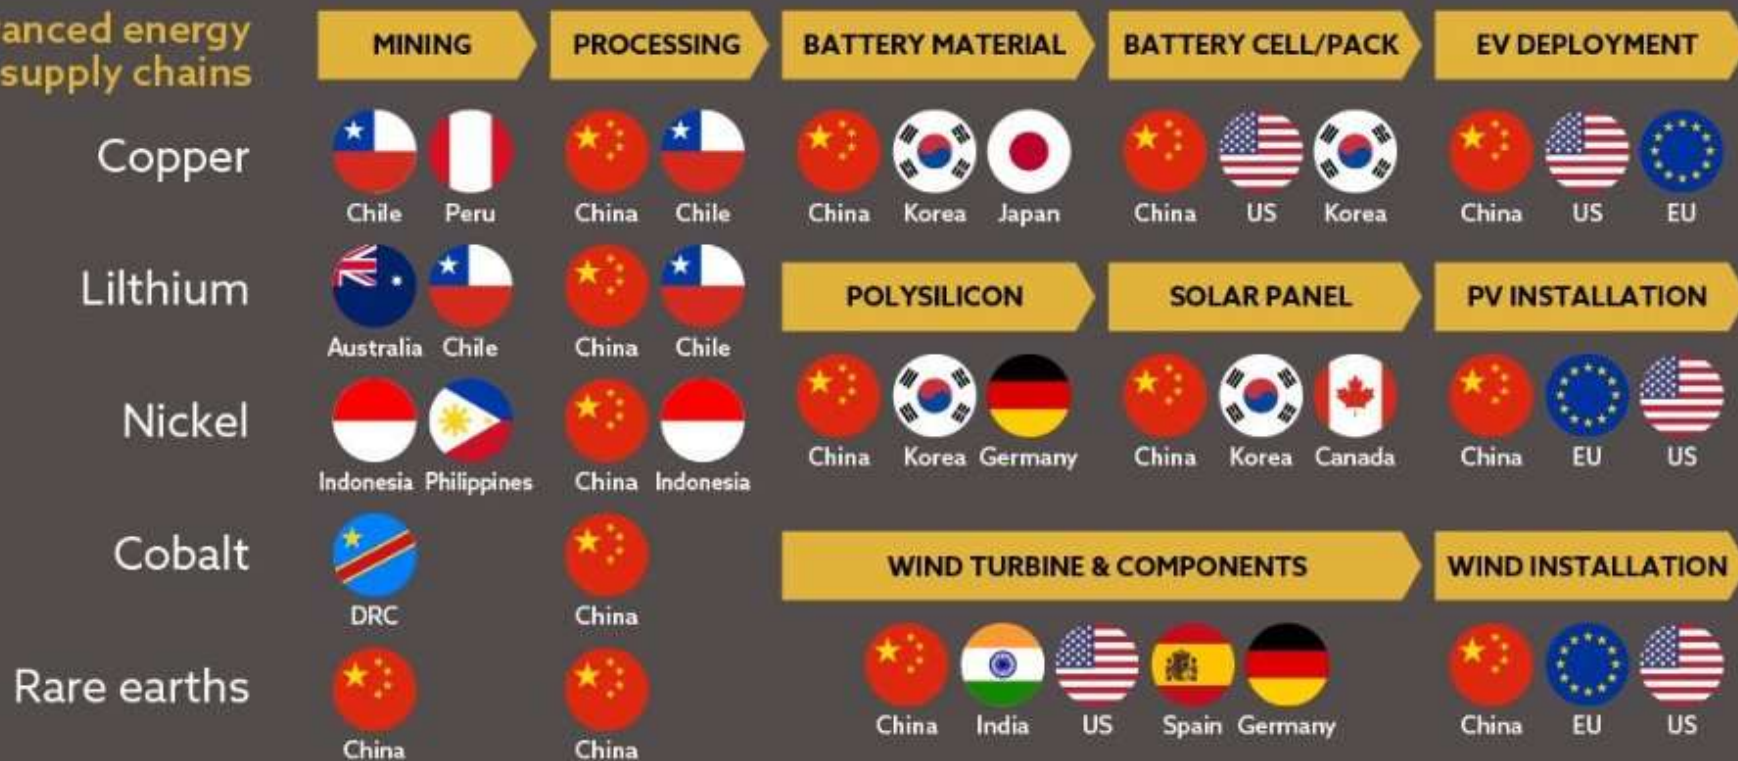 anced energy
supply chains
MINING
PROCESSING
BATTERY MATERIAL
BATTERY CELL/PACK
EV DEPLOYMENT
Copper
Chile Peru
China Chile
China Korea Japan
China US Korea
China US EU
Lilthium
Australia Chile
China Chile
POLYSILICON
SOLAR PANEL
PV INSTALLATION
Nickel
Indonesia Philippines
China Indonesia
China Korea Germany
China Korea Canada
China EU US
Cobalt
DRC
China
WIND TURBINE & COMPONENTS
WIND INSTALLATION
Rare earths
China
China
China India US Spain Germany
China EU US